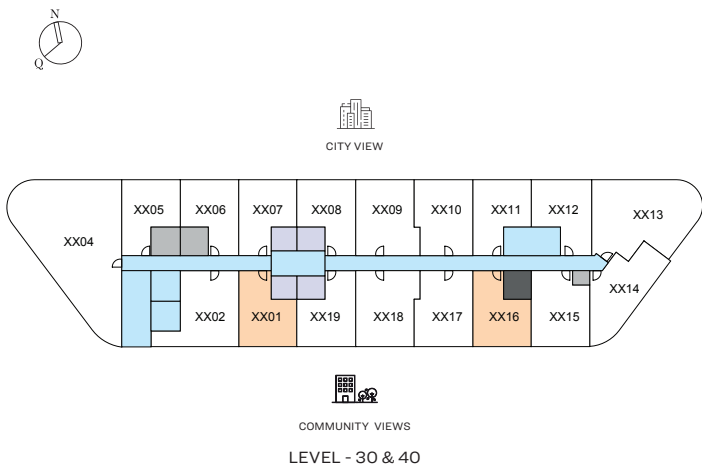 N
Q
CITY VIEW
XX05
XX06
XX07
XX08
XX09
XX10
XX11
XX12
XX13
XX04
XX14
XX02
XX01
XX19
XX18
XX17
XX16
XX15
COMMUNITY VIEWS
LEVEL - 30 & 40